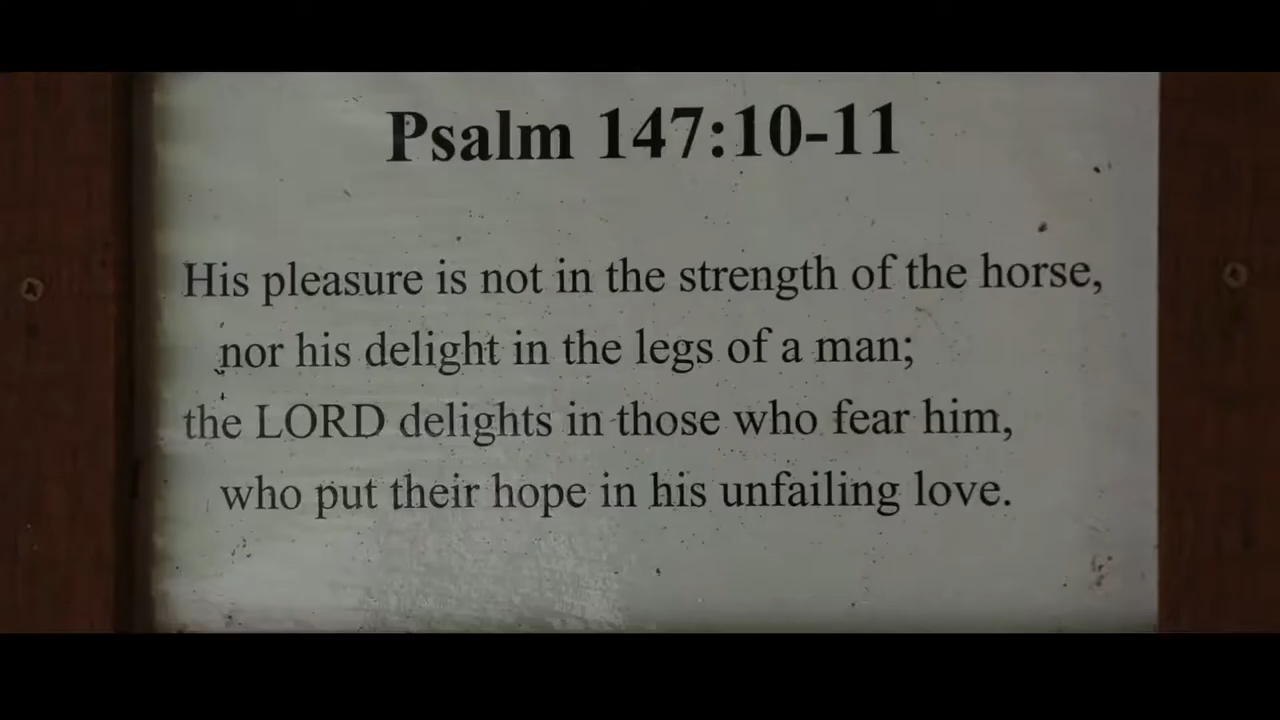 Psalm 147:10-11
His pleasure is not in the strength of the horse,
nor his delight in the legs of a man;
the LORD delights in those who fear him,
who put their hope in his unfailing love.